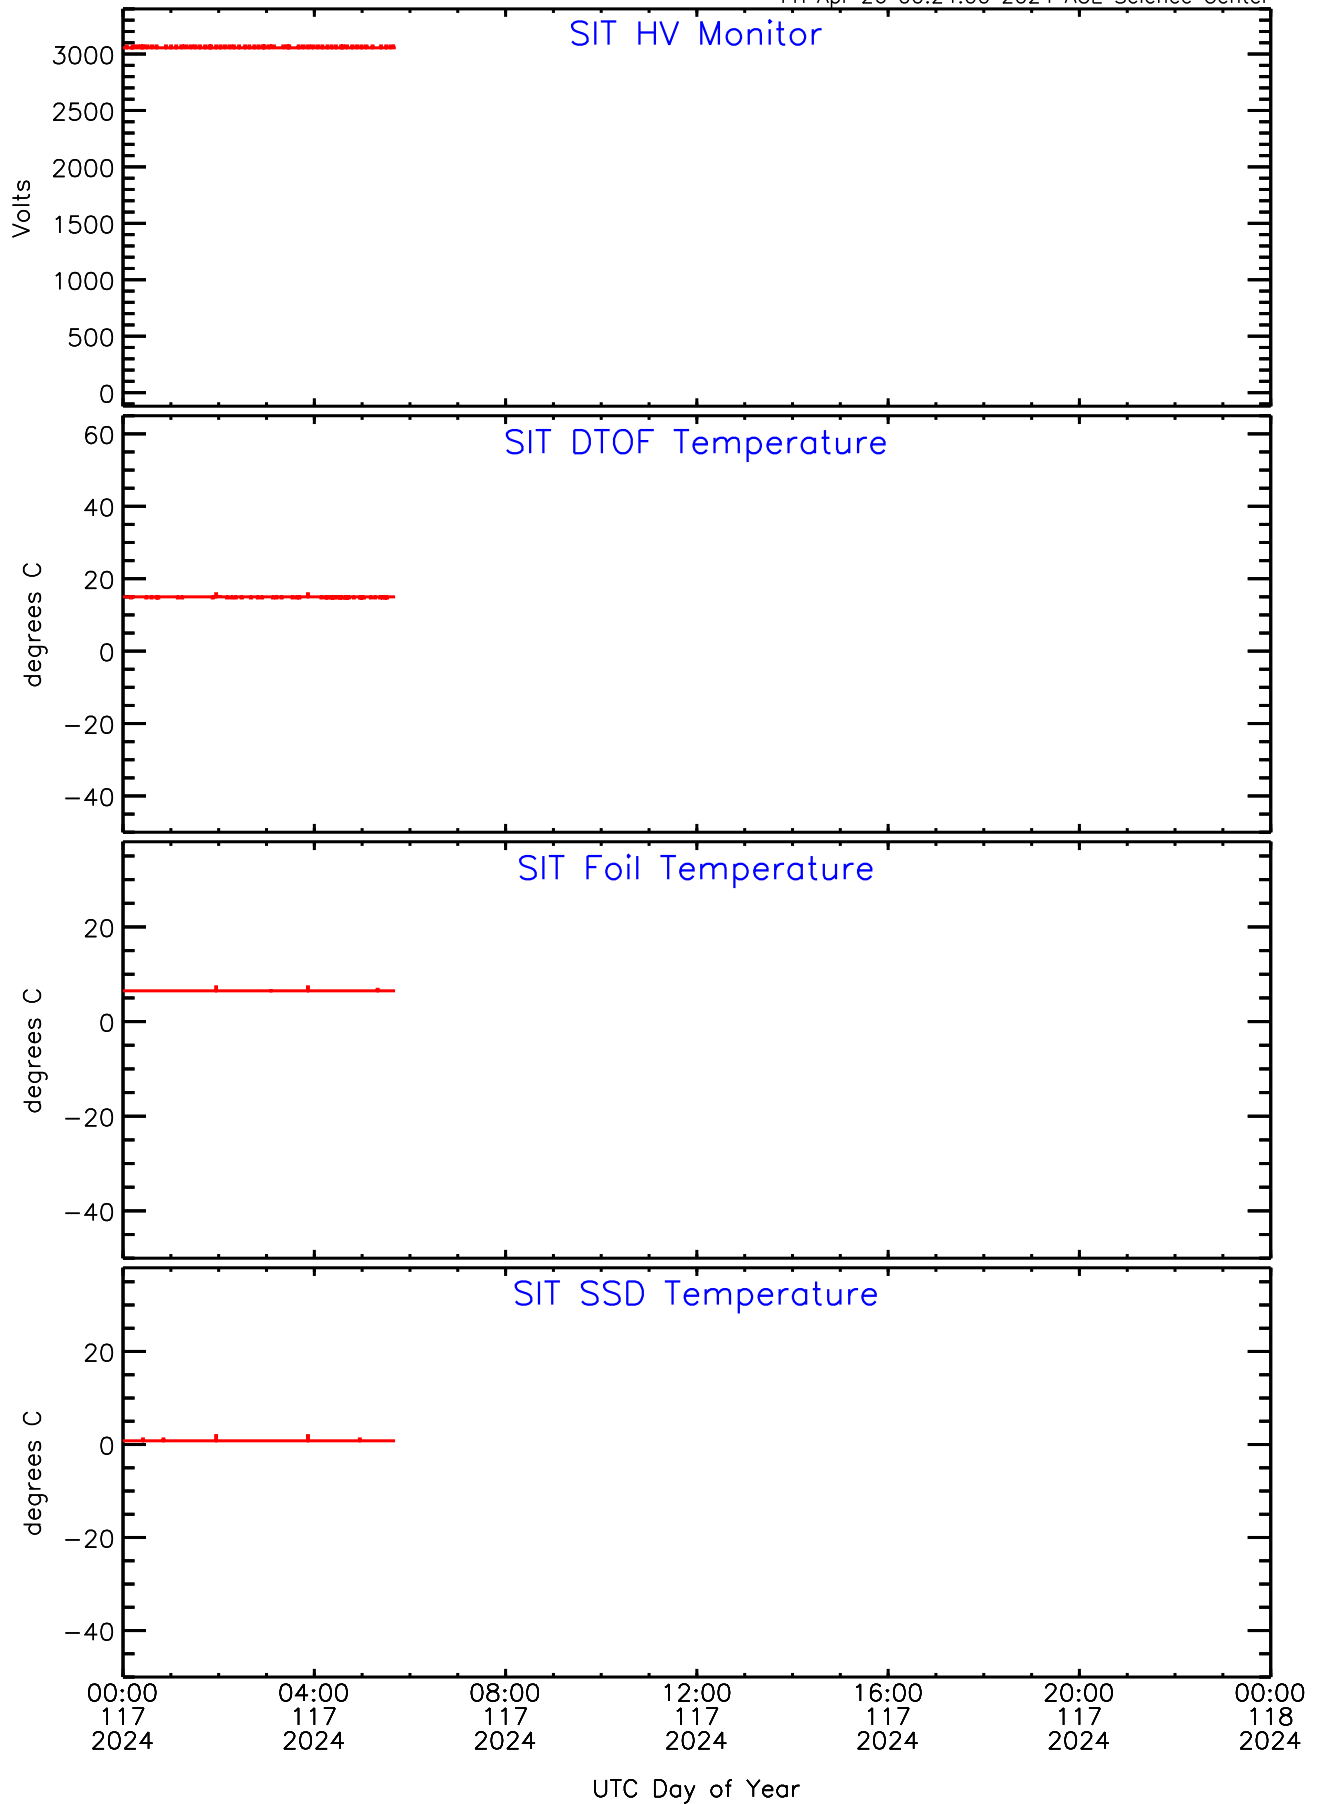 SIT HV Monitor
3000
2500
2000
1500
1000
500
0
Volts
SIT DTOF Temperature
60
40
20
0
−20
−40
degrees C
SIT Foil Temperature
20
0
−20
−40
degrees C
SIT SSD Temperature
20
0
−20
−40
degrees C
00:00 04:00 08:00 12:00 16:00 20:00 00:00
117 117 117 117 117 117 118
2024 2024 2024 2024 2024 2024 2024
UTC Day of Year